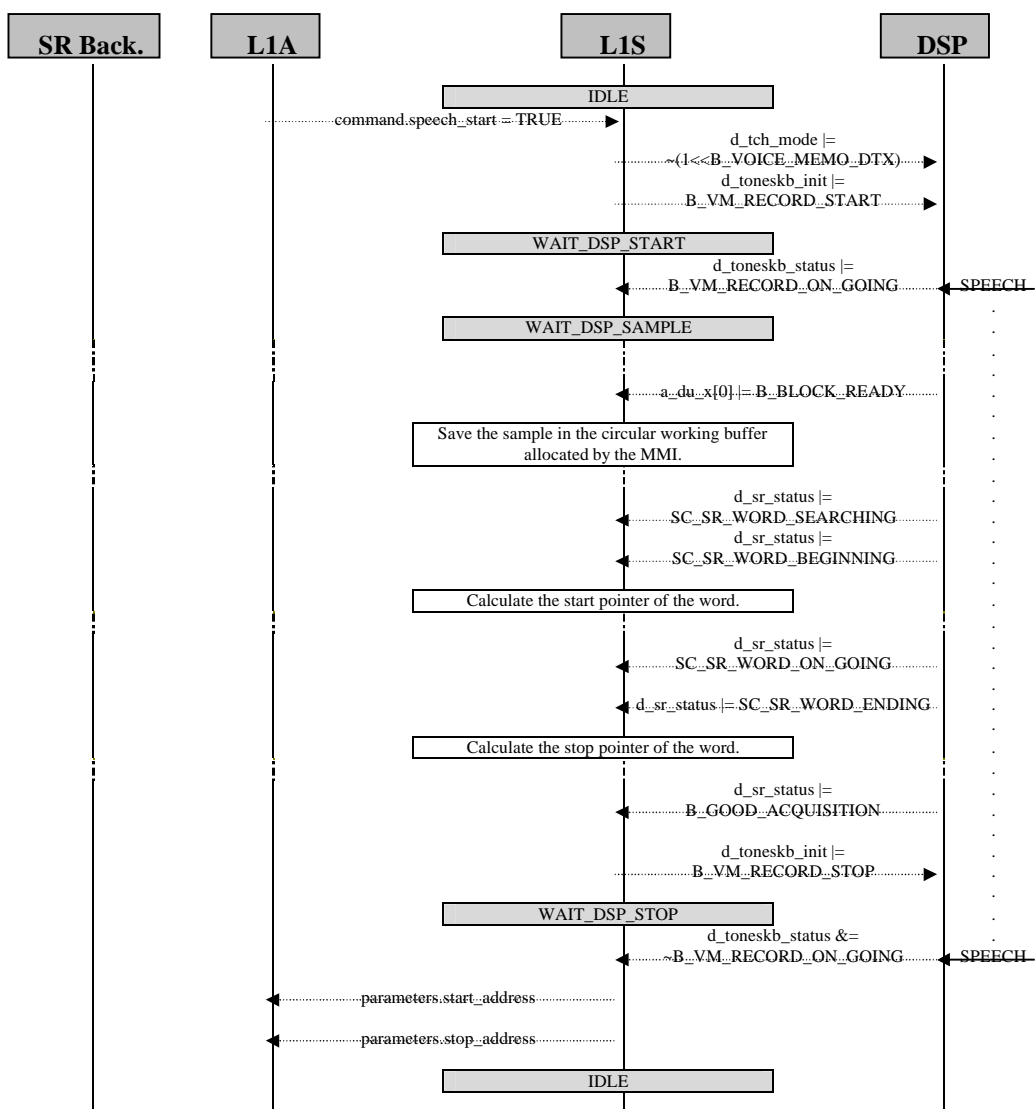 SR Back.
L1A
L1S
DSP
IDLE
command.speech_start = TRUE
d_tch_mode |=
~(1<<B_VOICE_MEMO_DTX)
d_toneskb_init |=
B_VM_RECORD_START
WAIT_DSP_START
d_toneskb_status |=
B_VM_RECORD_ON_GOING
SPEECH
WAIT_DSP_SAMPLE
a_du_x[0] |= B_BLOCK_READY
Save the sample in the circular working buffer
allocated by the MMI.
d_sr_status |=
SC_SR_WORD_SEARCHING
d_sr_status |=
SC_SR_WORD_BEGINNING
Calculate the start pointer of the word.
d_sr_status |=
SC_SR_WORD_ON_GOING
d_sr_status |= SC_SR_WORD_ENDING
Calculate the stop pointer of the word.
d_sr_status |=
B_GOOD_ACQUISITION
d_toneskb_init |=
B_VM_RECORD_STOP
WAIT_DSP_STOP
d_toneskb_status &=
~B_VM_RECORD_ON_GOING
SPEECH
parameters.start_address
parameters.stop_address
IDLE